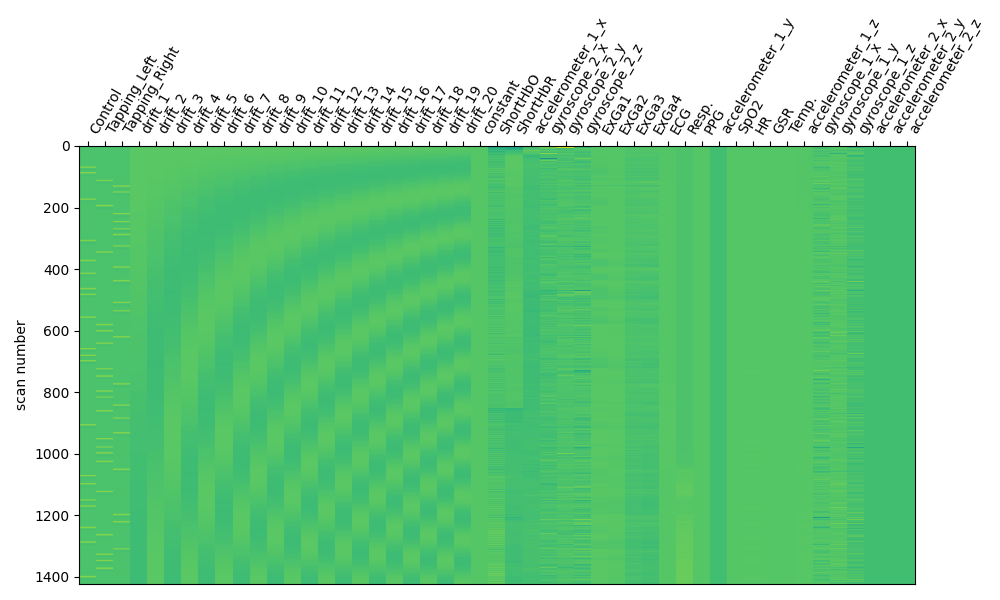 Control
Tapping_Left
Tapping_Right
drift_1
drift_2
drift_3
drift_4
drift_5
drift_6
drift_7
drift_8
drift_9
drift_10
drift_11
drift_12
drift_13
drift_14
drift_15
drift_16
drift_17
drift_18
drift_19
drift_20
constant
ShortHbO
ShortHbR
accelerometer_1_x
gyroscope_2_x
gyroscope_2_y
gyroscope_2_z
ExGa1
ExGa2
ExGa3
ExGa4
ECG
Resp.
PPG
accelerometer_1_y
SpO2
HR
GSR
Temp.
accelerometer_1_z
gyroscope_1_x
gyroscope_1_y
gyroscope_1_z
accelerometer_2_x
accelerometer_2_y
accelerometer_2_z
0
200
400
600
800
1000
1200
1400
scan number